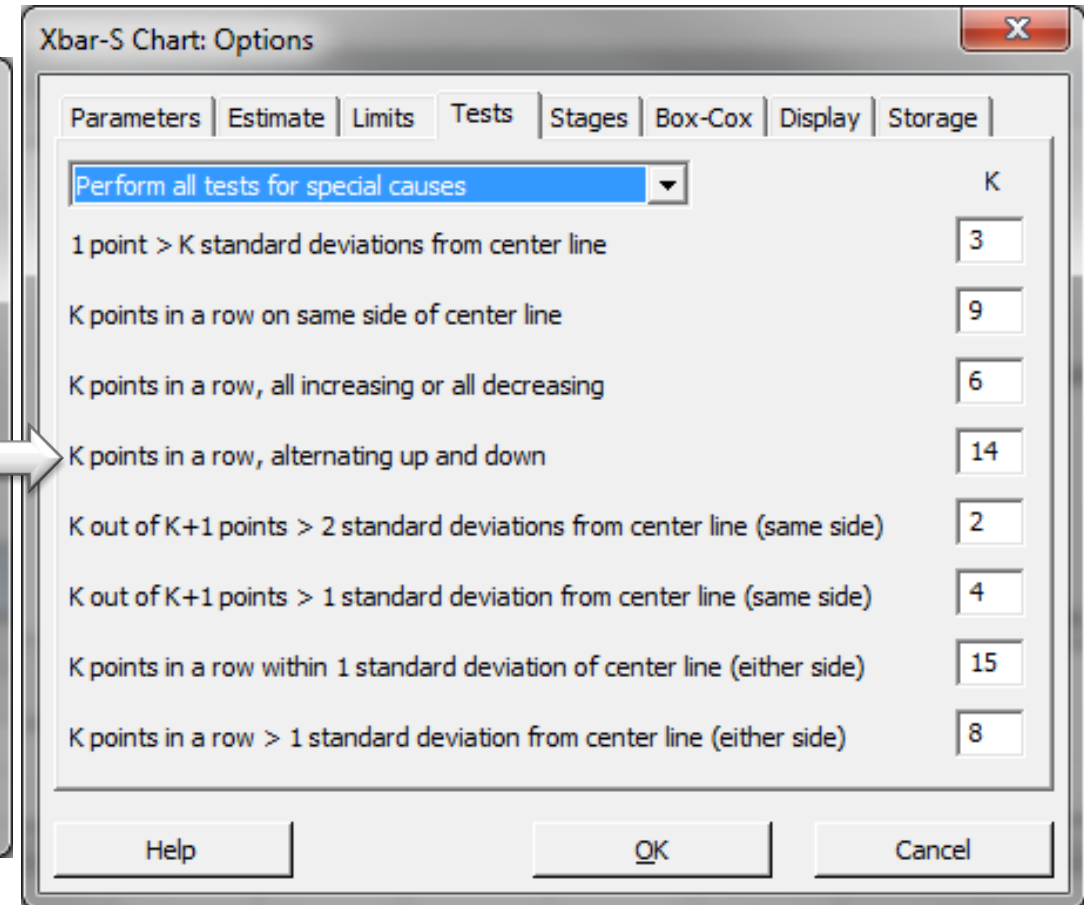 Xbar-S Chart: Options
x
Parameters Estimate Limits Tests Stages Box-Cox Display Storage
Perform all tests for special causes K
1 point > K standard deviations from center line 3
K points in a row on same side of center line 9
K points in a row, all increasing or all decreasing 6
K points in a row, alternating up and down 14
K out of K+1 points > 2 standard deviations from center line (same side) 2
K out of K+1 points > 1 standard deviation from center line (same side) 4
K points in a row within 1 standard deviation of center line (either side) 15
K points in a row > 1 standard deviation from center line (either side) 8
Help OK Cancel